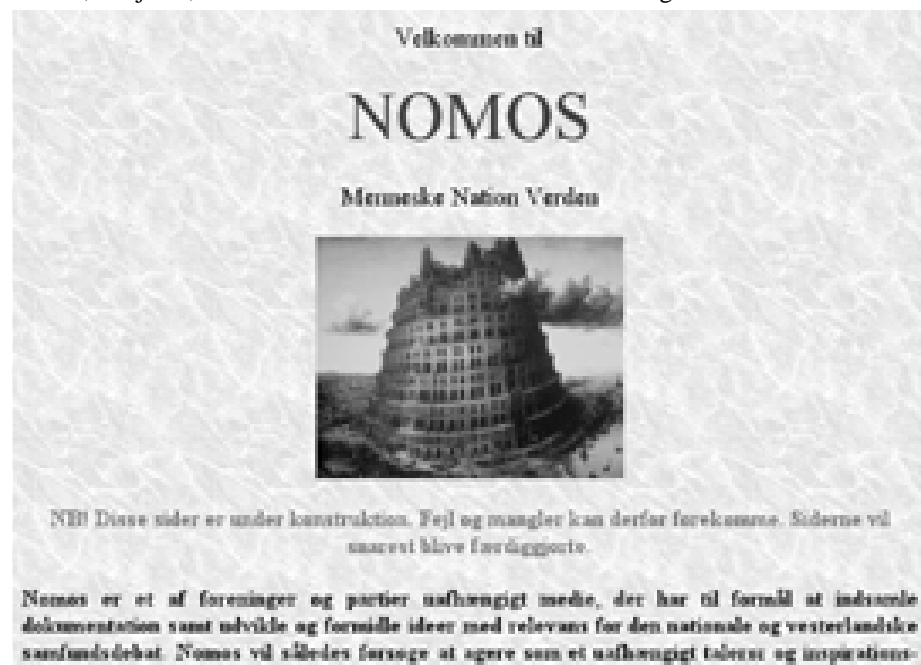 Velkommen til
NOMOS
Menneske Nation Verden
NB! Disse sider er under konstruktion. Fejl og mangler kan derfor forekomme. Siderne vil
snarest blive færdiggjorte.
Nomos er et af foreninger og partier uafhængigt medie, der har til formål at indsamle
dokumentation samt udvikle og formidle ideer med relevans for den nationale og vesterlandske
samfundsdebat. Nomos vil således forsøge at agere som et uafhængigt talerør og inspirations-